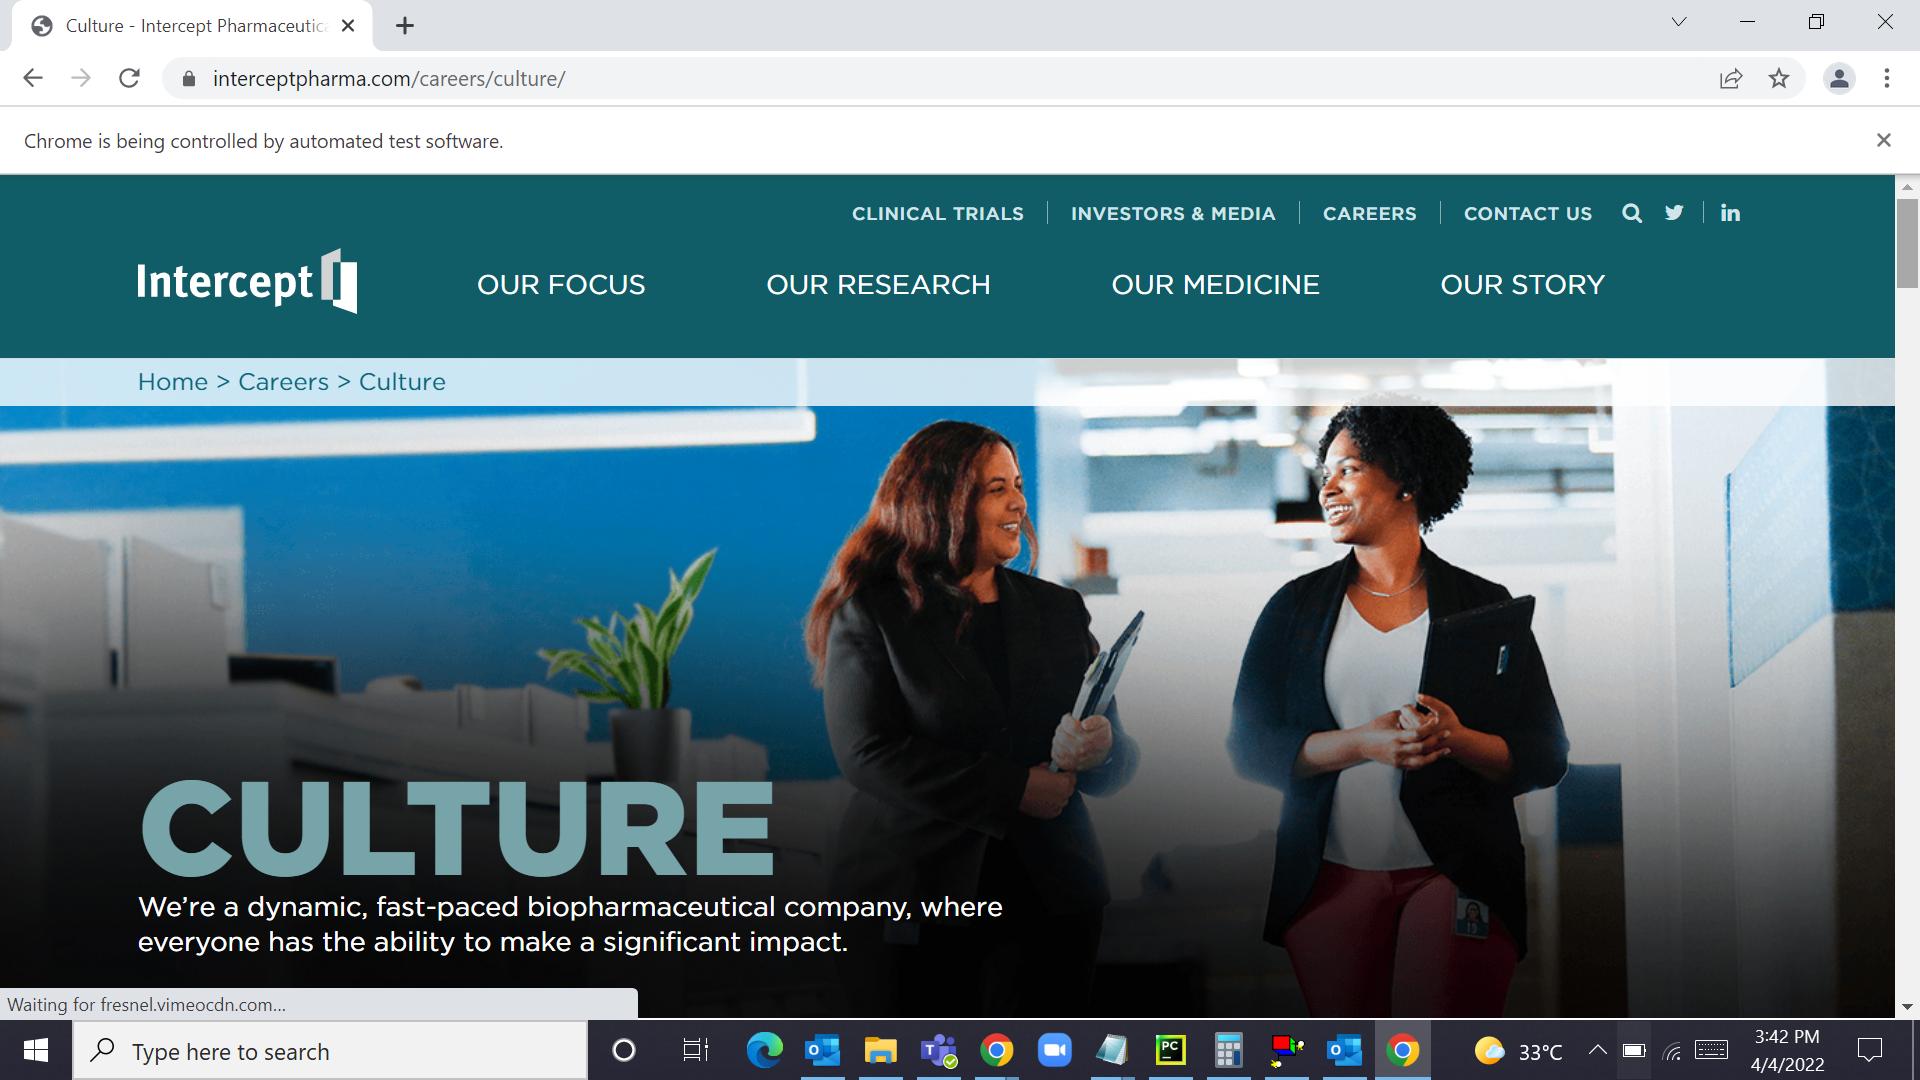 Culture - Intercept Pharmaceutic
interceptpharma.com/careers/culture/
Chrome is being controlled by automated test software.
CLINICAL TRIALS
INVESTORS & MEDIA
CAREERS
CONTACT US
in
Intercept
OUR FOCUS
OUR RESEARCH
OUR MEDICINE
OUR STORY
Home > Careers > Culture
CULTURE
We’re a dynamic, fast-paced biopharmaceutical company, where
everyone has the ability to make a significant impact.
Waiting for fresnel.vimeocdn.com...
Type here to search
PC
33°C
3:42 PM
4/4/2022